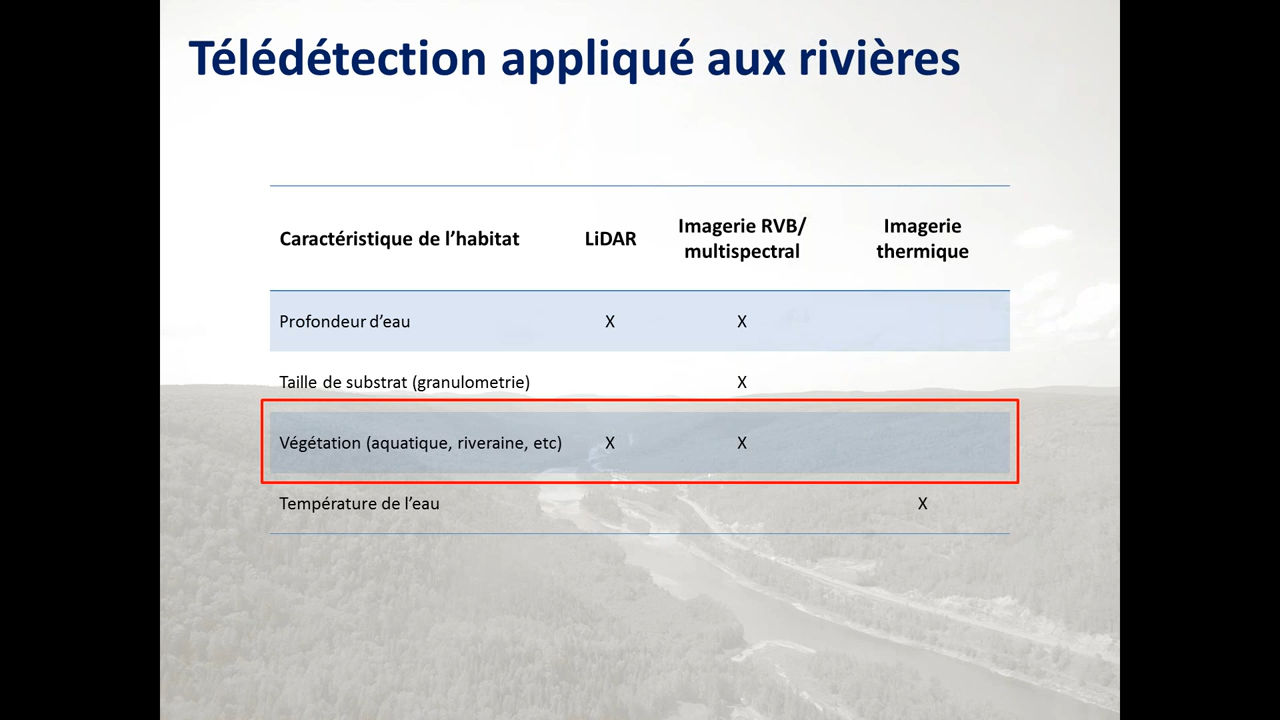 Télédétection appliqué aux rivières
Caractéristique de l’habitat LiDAR Imagerie RVB/ multispectral Imagerie thermique
Profondeur d’eau X X
Taille de substrat (granulometrie) X
Végétation (aquatique, riveraine, etc) X X
Température de l’eau X